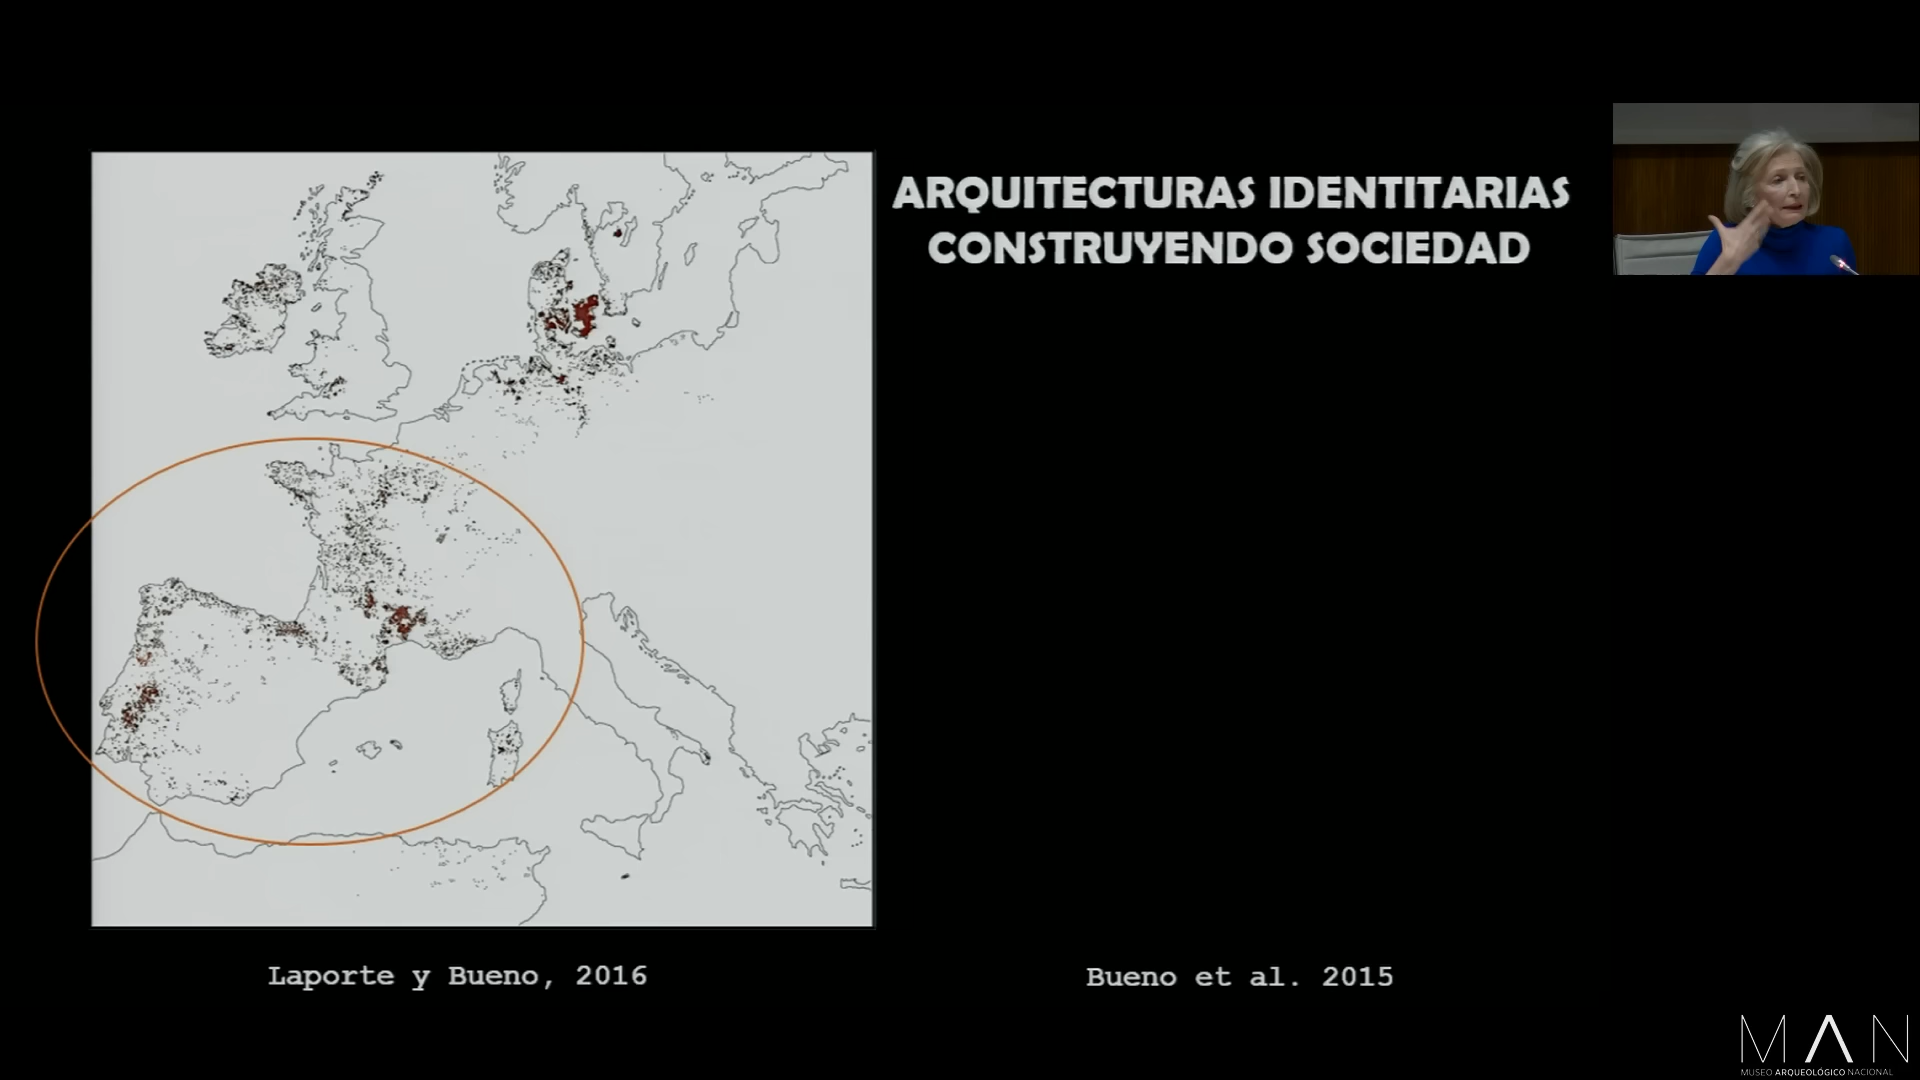 ARQUITECTURAS IDENTITARIAS
CONSTRUYENDO SOCIEDAD
Laporte y Bueno, 2016
Bueno et al. 2015
MAN
MUSEO ARQUEOLÓGICO NACIONAL